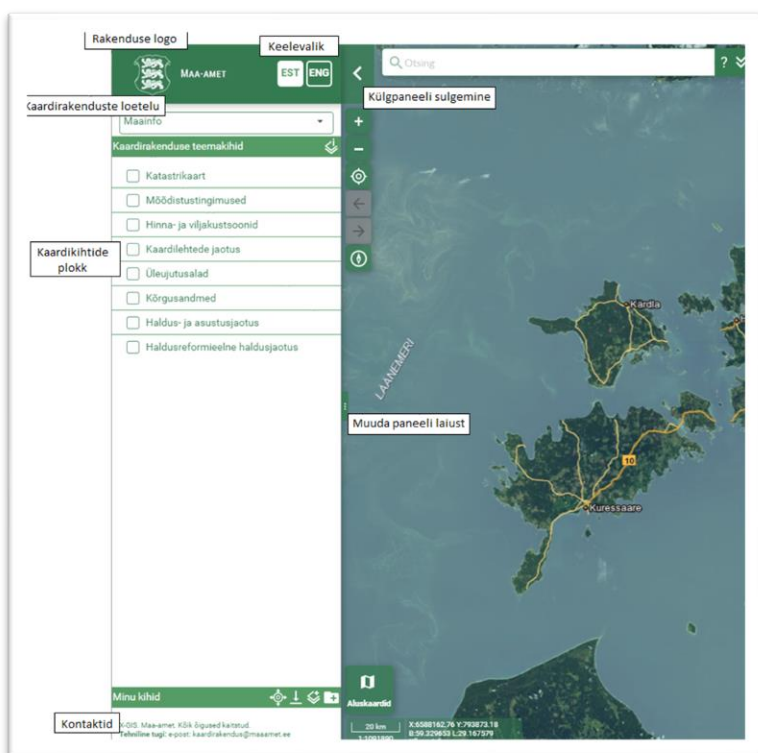 Rakenduse logo
Keelevalik
MAA-AMET
EST ENG
Otsing
?
Külgpaneeli sulgemine
Kaardirakenduste loetelu
Maainfo
Kaardirakenduse teemakihid
Katastrikaart
Mõõdistustingimused
Hinna- ja viljakustsoonid
Kaardilehtede jaotus
Kaardikihtide
plokk
Üleujutusalad
Kõrgusandmed
Haldus- ja asustusjaotus
Haldusreformieelne haldusjaotus
Kärdla
LÄÄNEMERI
Muuda paneeli laiust
10
Kuressaare
Minu kihid
Aluskaardid
Kontaktid
X-GIS. Maa-amet. Kõik õigused kaitstud.
Tehniline tugi: e-post: kaardirakendus@maaamet.ee
20 km
X:6588162.76 Y:793873.18
B:59.329653 L:29.167579